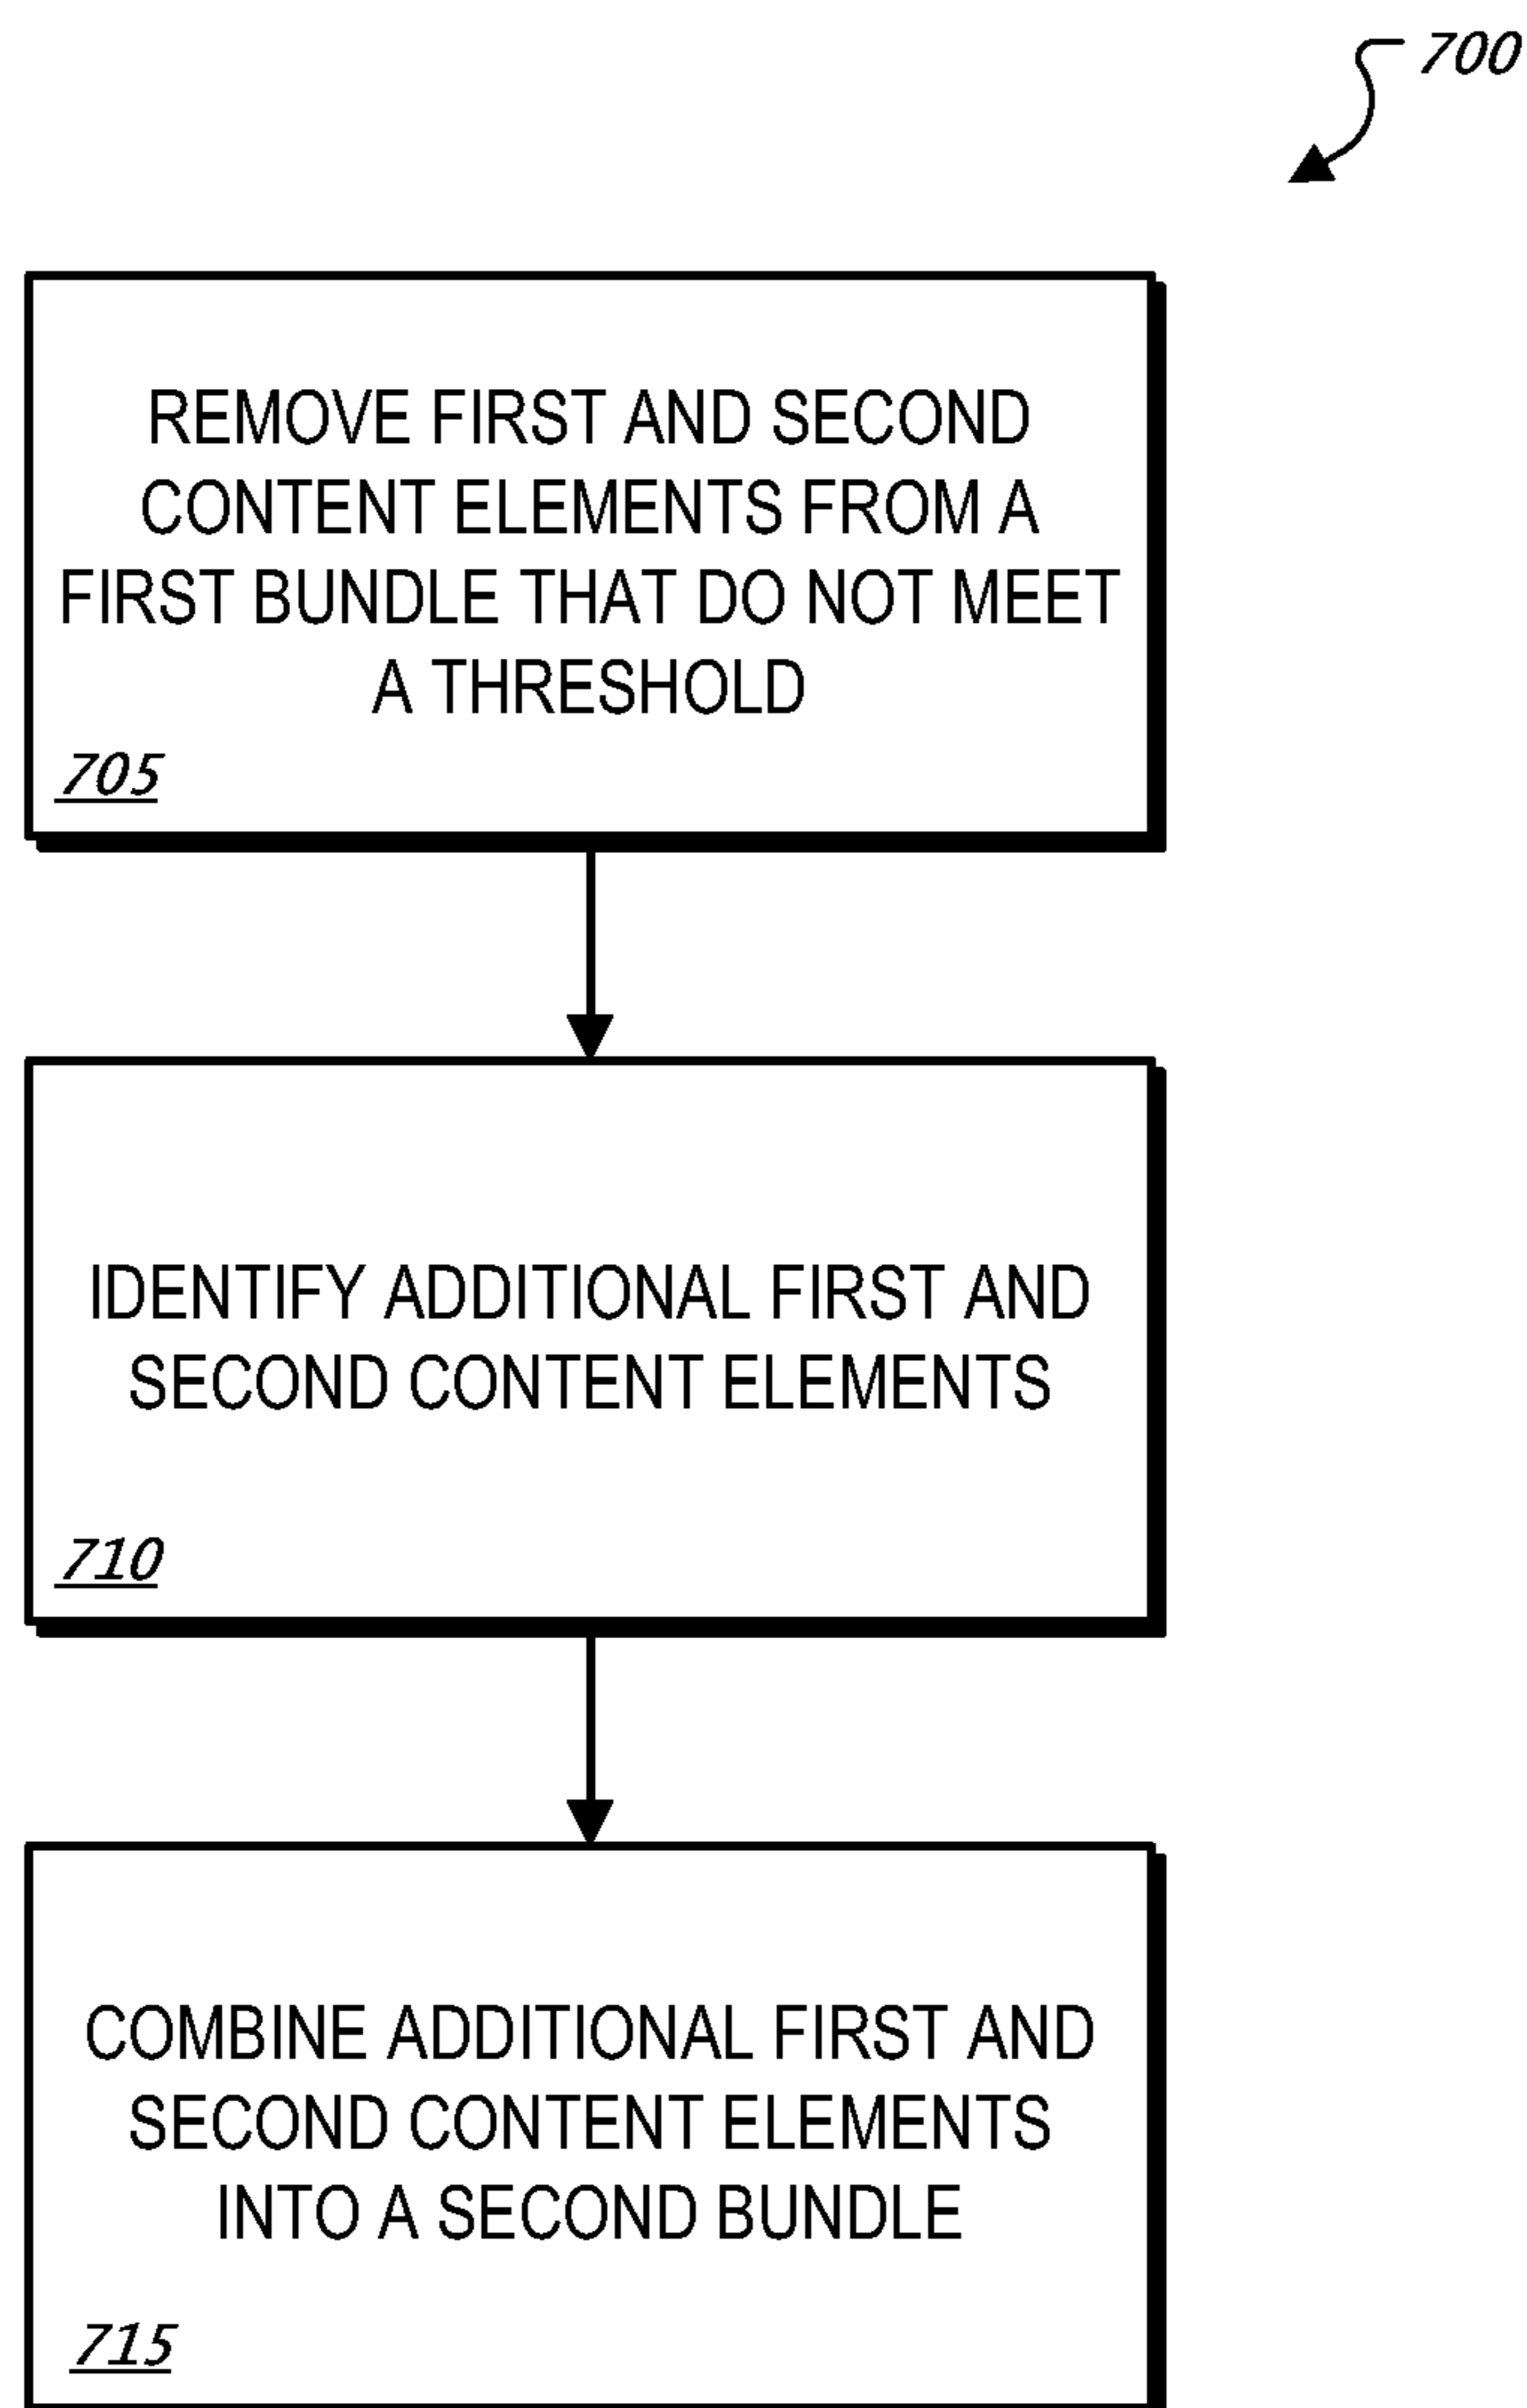 700
REMOVE FIRST AND SECOND
CONTENT ELEMENTS FROM A
FIRST BUNDLE THAT DO NOT MEET
A THRESHOLD
705
IDENTIFY ADDITIONAL FIRST AND
SECOND CONTENT ELEMENTS
710
COMBINE ADDITIONAL FIRST AND
SECOND CONTENT ELEMENTS
INTO A SECOND BUNDLE
715